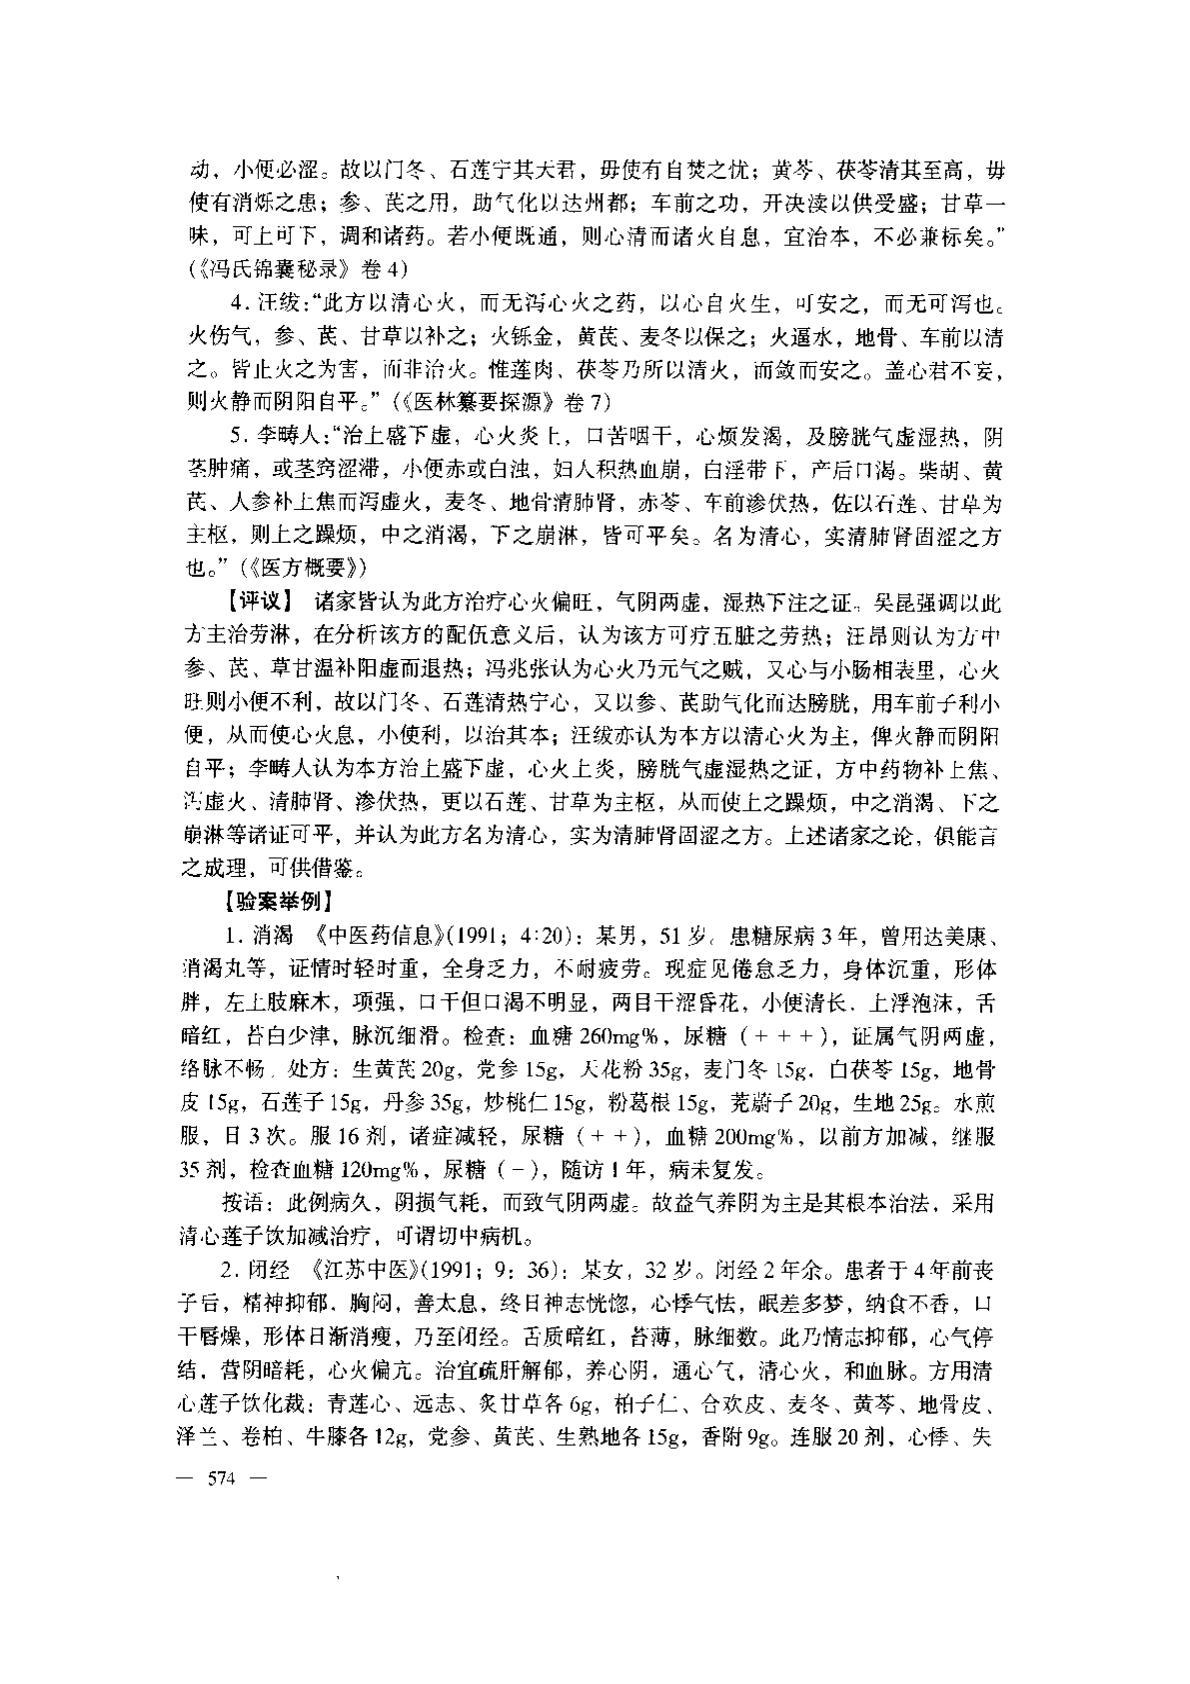 动，小便必涩。故以门冬、石莲宁其天君，毋使有自焚之忧；黄芩、茯苓清其至高，毋
使有消烁之患；参、芪之用，助气化以达州都；车前之功，开决渎以供受盛；甘草一
味，可上可下，调和诸药。若小便既通，则心清而诸火自息，宜治本，不必兼标矣。”
(《冯氏锦囊秘录》卷 4)
4. 汪绂：“此方以清心火，而无泻心火之药，以心自火生，可安之，而无可泻也。
火伤气，参、芪、甘草以补之；火铄金，黄芪、麦冬以保之；火逼水，地骨、车前以清
之。皆止火之为害，而非治火。惟莲肉、茯苓乃所以清火，而敛而安之。盖心君不妄，
则火静而阴阳自平。”(《医林纂要探源》卷 7)
5. 李畴人：“治上盛下虚，心火炎上，口苦咽干，心烦发渴，及膀胱气虚湿热，阴
茎肿痛，或茎窍涩滞，小便赤或白浊，妇人积热血崩，白淫带下，产后口渴。柴胡、黄
芪、人参补上焦而泻虚火，麦冬、地骨清肺肾，赤苓、车前渗伏热，佐以石莲、甘草为
主枢，则上之躁烦，中之消渴，下之崩淋，皆可平矣。名为清心，实清肺肾固涩之方
也。”(《医方概要》)
【评议】 诸家皆认为此方治疗心火偏旺，气阴两虚，湿热下注之证。吴昆强调以此
方主治劳淋，在分析该方的配伍意义后，认为该方可疗五脏之劳热；汪昂则认为方中
参、芪、草甘温补阳虚而退热；冯兆张认为心火乃元气之贼，又心与小肠相表里，心火
旺则小便不利，故以门冬、石莲清热宁心，又以参、芪助气化而达膀胱，用车前子利小
便，从而使心火息，小便利，以治其本；汪绂亦认为本方以清心火为主，俾火静而阴阳
自平；李畴人认为本方治上盛下虚，心火上炎，膀胱气虚湿热之证，方中药物补上焦、
泻虚火、清肺肾、渗伏热，更以石莲、甘草为主枢，从而使上之躁烦，中之消渴、下之
崩淋等诸证可平，并认为此方名为清心，实为清肺肾固涩之方。上述诸家之论，俱能言
之成理，可供借鉴。
【验案举例】
1. 消渴 《中医药信息》(1991；4:20)：某男，51 岁。患糖尿病 3 年，曾用达美康、
消渴丸等，证情时轻时重，全身乏力，不耐疲劳。现症见倦怠乏力，身体沉重，形体
胖，左上肢麻木，项强，口干但口渴不明显，两目干涩昏花，小便清长．上浮泡沫，舌
暗红，苔白少津，脉沉细滑。检查：血糖 260mg%，尿糖（+ + +），证属气阴两虚，
络脉不畅．处方：生黄芪 20g，党参 15g，天花粉 35g，麦门冬 15g．白茯苓 15g，地骨
皮 15g，石莲子 15g，丹参 35g，炒桃仁 15g，粉葛根 15g，茺蔚子 20g，生地 25g。水煎
服，日 3 次。服 16 剂，诸症减轻，尿糖（+ +），血糖 200mg%，以前方加减，继服
35 剂，检查血糖 120mg%，尿糖（-），随访 1 年，病未复发。
按语：此例病久，阴损气耗，而致气阴两虚。故益气养阴为主是其根本治法．采用
清心莲子饮加减治疗，可谓切中病机。
2. 闭经 《江苏中医》(1991；9：36)：某女，32 岁。闭经 2 年余。患者于 4 年前丧
子后，精神抑郁．胸闷，善太息，终日神志恍惚，心悸气怯，眠差多梦，纳食不香，口
干唇燥，形体日渐消瘦，乃至闭经。舌质暗红，苔薄，脉细数。此乃情志抑郁，心气停
结．营阴暗耗，心火偏亢。治宜疏肝解郁，养心阴．通心气，清心火，和血脉。方用清
心莲子饮化裁：青莲心、远志、炙甘草各 6g，柏子仁、合欢皮、麦冬、黄芩、地骨皮、
泽兰、卷柏、牛膝各 12g，党参、黄芪、生熟地各 15g，香附 9g。连服 20 剂，心悸、失
— 574 —